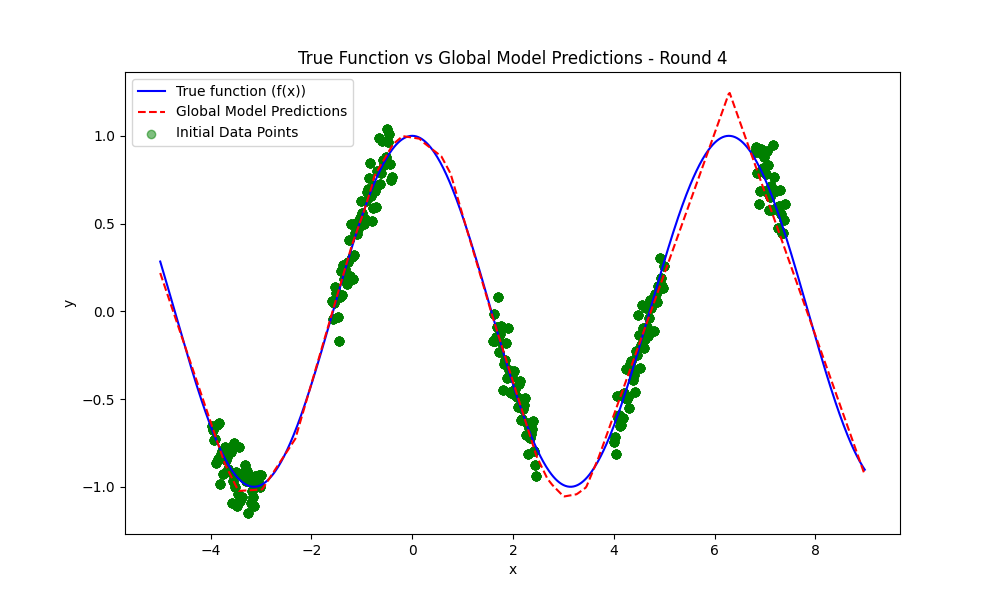 True Function vs Global Model Predictions - Round 4
True function (f(x))
Global Model Predictions
Initial Data Points
1.0
0.5
0.0
−0.5
−1.0
y
−4 −2 0 2 4 6 8
x